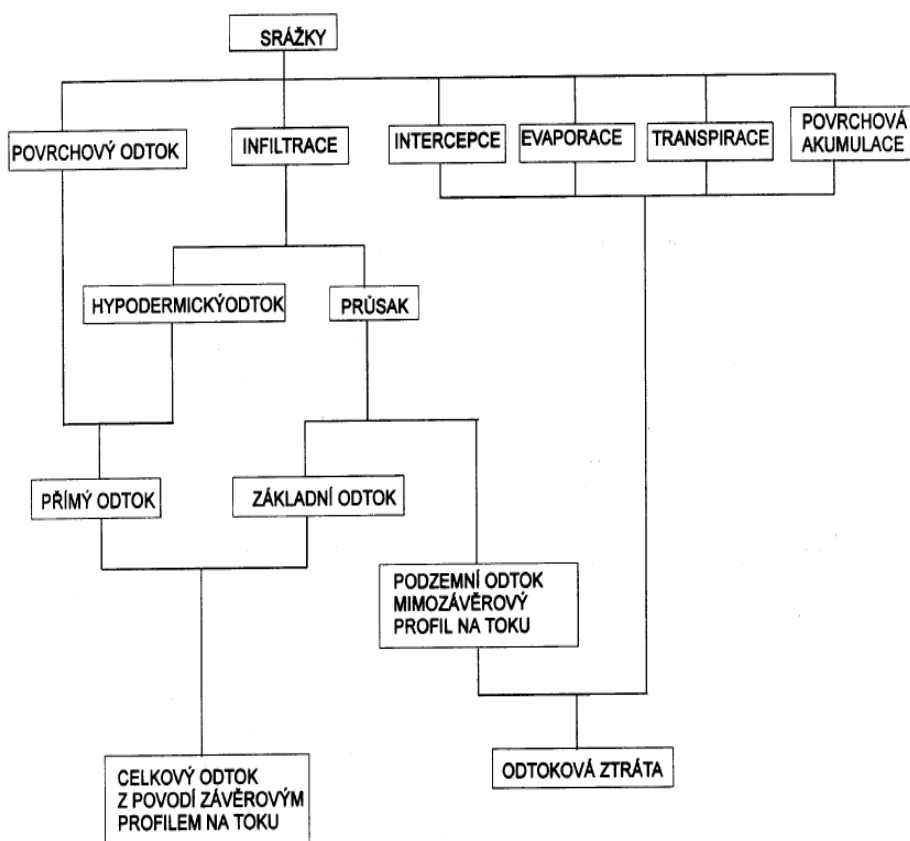 SRÁŽKY
POVRCHOVÝ ODTOK
INFILTRACE
INTERCEPCE
EVAPORACE
TRANSPIRACE
POVRCHOVÁ
AKUMULACE
HYPODERMICKÝODTOK
PRŮSAK
PŘÍMÝ ODTOK
ZÁKLADNÍ ODTOK
PODZEMNÍ ODTOK
MIMOZÁVĚROVÝ
PROFIL NA TOKU
ODTOKOVÁ ZTRÁTA
CELKOVÝ ODTOK
Z POVODÍ ZÁVĚROVÝM
PROFILEM NA TOKU